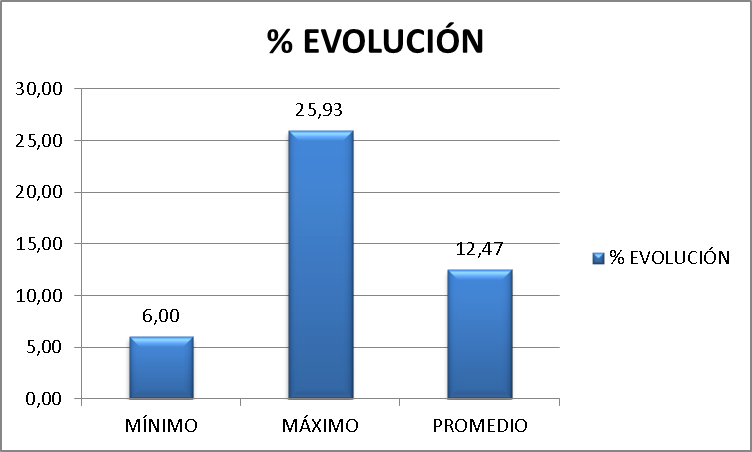 % EVOLUCIÓN
30,00
25,00
20,00
15,00
10,00
5,00
0,00
6,00
25,93
12,47
MÍNIMO
MÁXIMO
PROMEDIO
% EVOLUCIÓN